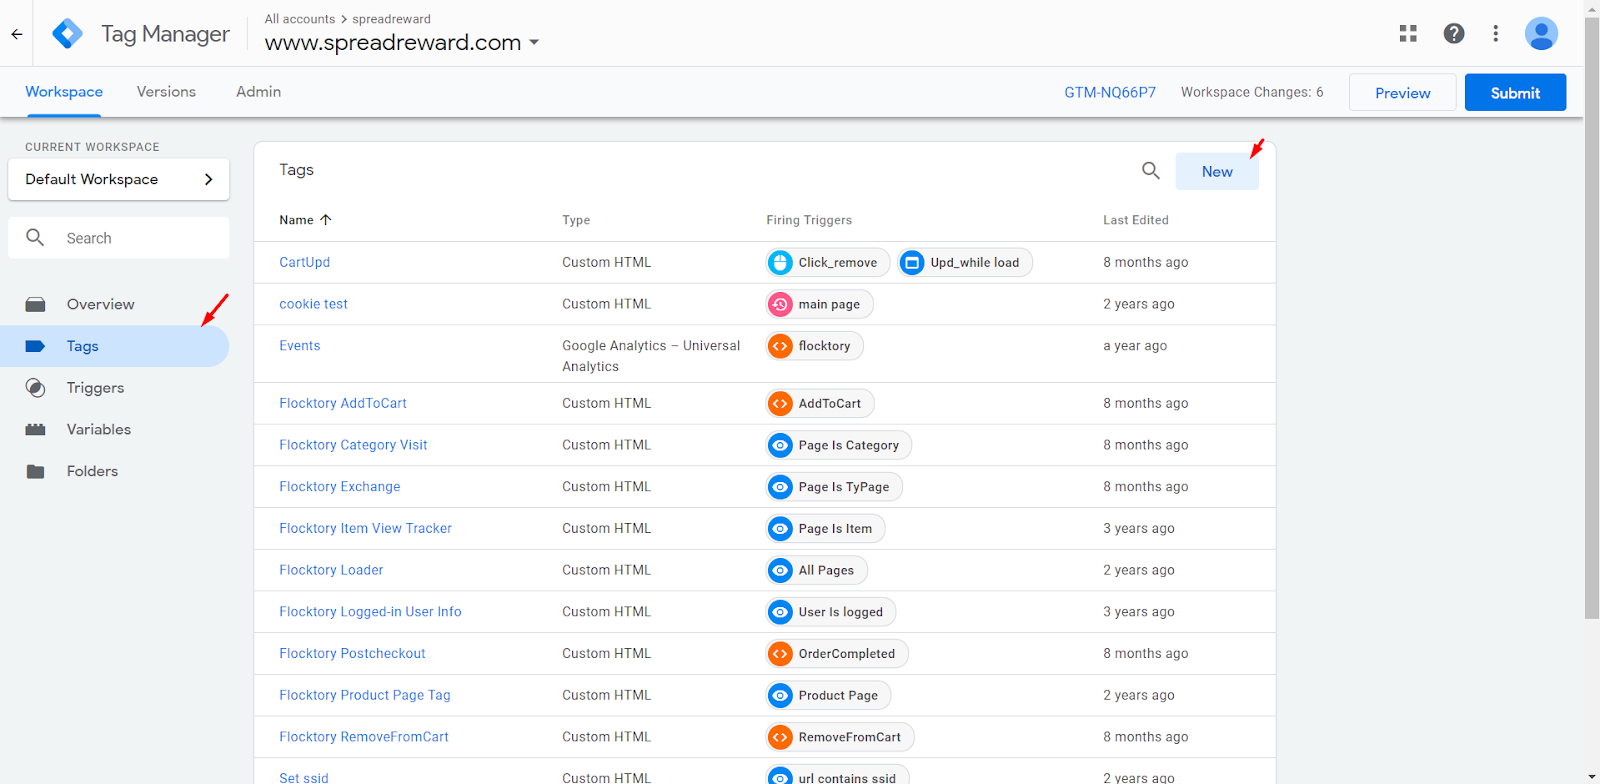 All accounts > spreadreward
Tag Manager
www.spreadreward.com
Workspace Versions Admin GTM-NQ66P7 Workspace Changes: 6 Preview Submit
CURRENT WORKSPACE
Default Workspace
Search
Overview
Tags
Triggers
Variables
Folders
Tags New
Name Type Firing Triggers Last Edited
CartUpd Custom HTML Click_remove Upd_while load 8 months ago
cookie test Custom HTML main page 2 years ago
Events Google Analytics – Universal flocktory a year ago
Analytics
Flocktory AddToCart Custom HTML AddToCart 8 months ago
Flocktory Category Visit Custom HTML Page Is Category 8 months ago
Flocktory Exchange Custom HTML Page Is TyPage 8 months ago
Flocktory Item View Tracker Custom HTML Page Is Item 3 years ago
Flocktory Loader Custom HTML All Pages 2 years ago
Flocktory Logged-in User Info Custom HTML User Is logged 3 years ago
Flocktory Postcheckout Custom HTML OrderCompleted 8 months ago
Flocktory Product Page Tag Custom HTML Product Page 2 years ago
Flocktory RemoveFromCart Custom HTML RemoveFromCart 8 months ago
Set ssid Custom HTML url contains ssid 2 years ago